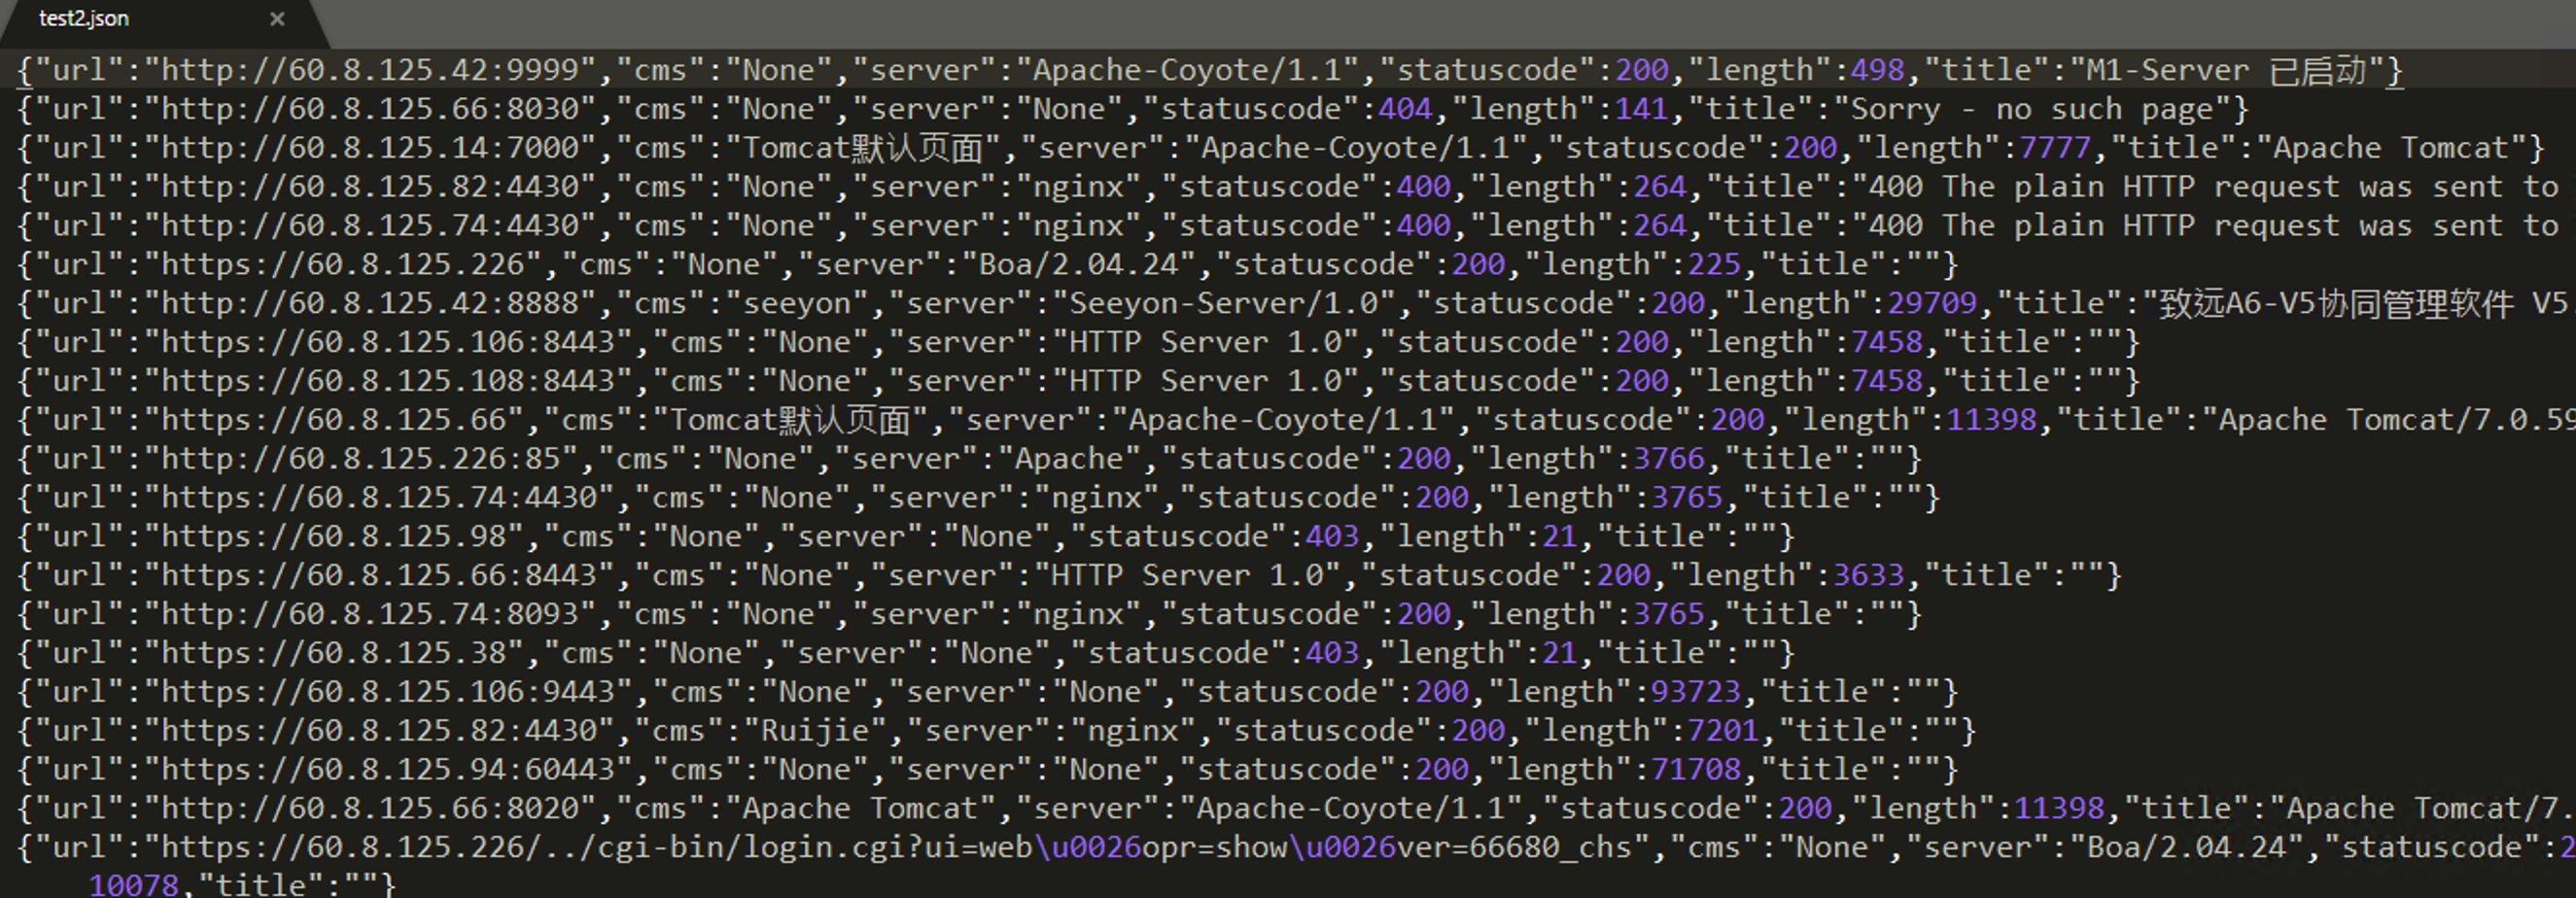 test2.json ×
{"url":"http://60.8.125.42:9999","cms":"None","server":"Apache-Coyote/1.1","statuscode":200,"length":498,"title":"M1-Server 已启动"}
{"url":"http://60.8.125.66:8030","cms":"None","server":"None","statuscode":404,"length":141,"title":"Sorry - no such page"}
{"url":"http://60.8.125.14:7000","cms":"Tomcat默认页面","server":"Apache-Coyote/1.1","statuscode":200,"length":7777,"title":"Apache Tomcat"}
{"url":"http://60.8.125.82:4430","cms":"None","server":"nginx","statuscode":400,"length":264,"title":"400 The plain HTTP request was sent to
{"url":"http://60.8.125.74:4430","cms":"None","server":"nginx","statuscode":400,"length":264,"title":"400 The plain HTTP request was sent to
{"url":"https://60.8.125.226","cms":"None","server":"Boa/2.04.24","statuscode":200,"length":225,"title":""}
{"url":"http://60.8.125.42:8888","cms":"seeyon","server":"Seeyon-Server/1.0","statuscode":200,"length":29709,"title":"致远A6-V5协同管理软件 V5.
{"url":"https://60.8.125.106:8443","cms":"None","server":"HTTP Server 1.0","statuscode":200,"length":7458,"title":""}
{"url":"https://60.8.125.108:8443","cms":"None","server":"HTTP Server 1.0","statuscode":200,"length":7458,"title":""}
{"url":"https://60.8.125.66","cms":"Tomcat默认页面","server":"Apache-Coyote/1.1","statuscode":200,"length":11398,"title":"Apache Tomcat/7.0.59
{"url":"http://60.8.125.226:85","cms":"None","server":"Apache","statuscode":200,"length":3766,"title":""}
{"url":"https://60.8.125.74:4430","cms":"None","server":"nginx","statuscode":200,"length":3765,"title":""}
{"url":"https://60.8.125.98","cms":"None","server":"None","statuscode":403,"length":21,"title":""}
{"url":"https://60.8.125.66:8443","cms":"None","server":"HTTP Server 1.0","statuscode":200,"length":3633,"title":""}
{"url":"http://60.8.125.74:8093","cms":"None","server":"nginx","statuscode":200,"length":3765,"title":""}
{"url":"https://60.8.125.38","cms":"None","server":"None","statuscode":403,"length":21,"title":""}
{"url":"https://60.8.125.106:9443","cms":"None","server":"None","statuscode":200,"length":93723,"title":""}
{"url":"https://60.8.125.82:4430","cms":"Ruijie","server":"nginx","statuscode":200,"length":7201,"title":""}
{"url":"https://60.8.125.94:60443","cms":"None","server":"None","statuscode":200,"length":71708,"title":""}
{"url":"http://60.8.125.66:8020","cms":"Apache Tomcat","server":"Apache-Coyote/1.1","statuscode":200,"length":11398,"title":"Apache Tomcat/7.
{"url":"https://60.8.125.226/../cgi-bin/login.cgi?ui=web\u0026opr=show\u0026ver=66680_chs","cms":"None","server":"Boa/2.04.24","statuscode":2
10078,"title":""}